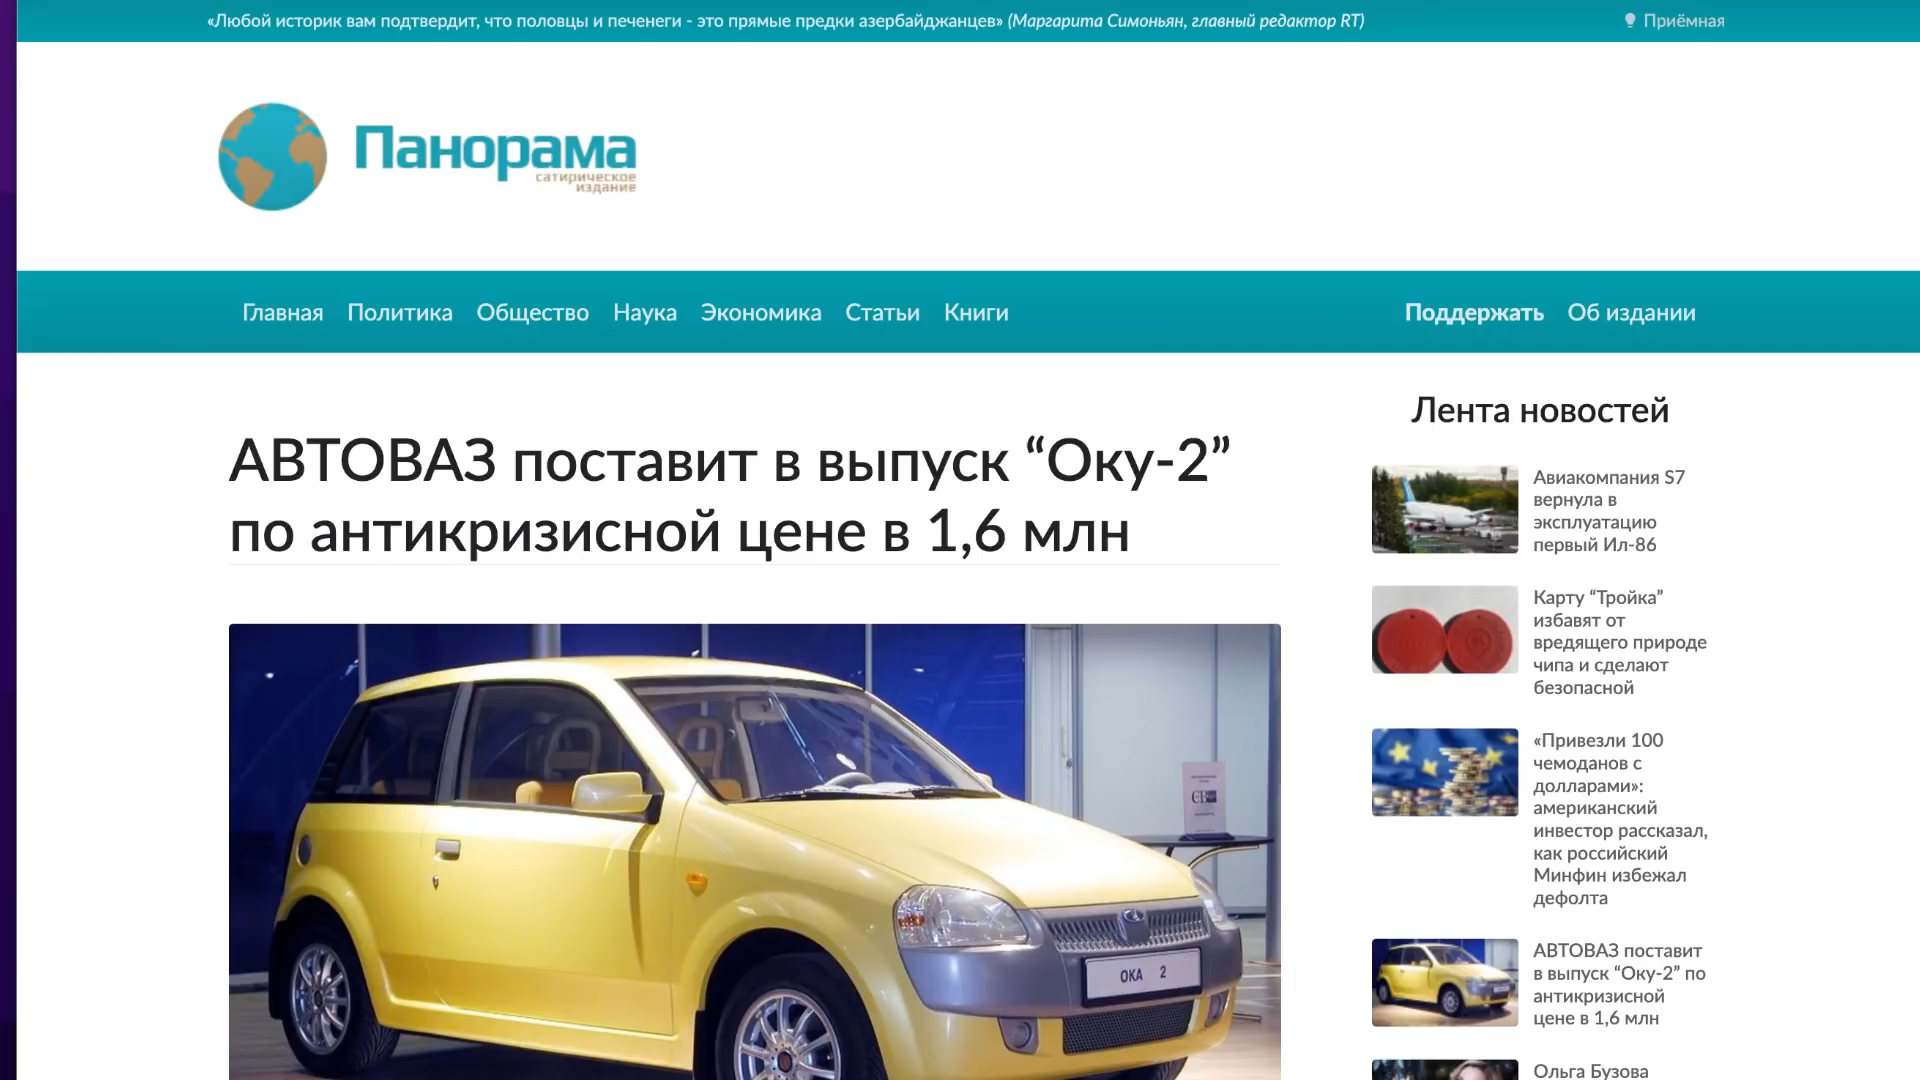 «Любой историк вам подтвердит, что половцы и печенеги - это прямые предки азербайджанцев» (Маргарита Симоньян, главный редактор RT)
Приёмная
Панорама
сатирическое
издание
Главная Политика Общество Наука Экономика Статьи Книги
Поддержать Об издании
АВТОВАЗ поставит в выпуск “Оку-2”
по антикризисной цене в 1,6 млн
ОКА 2
Лента новостей
Авиакомпания S7
вернула в
эксплуатацию
первый Ил-86
Карту “Тройка”
избавят от
вредящего природе
чипа и сделают
безопасной
«Привезли 100
чемоданов с
долларами»:
американский
инвестор рассказал,
как российский
Минфин избежал
дефолта
АВТОВАЗ поставит
в выпуск “Оку-2” по
антикризисной
цене в 1,6 млн
Ольга Бузова